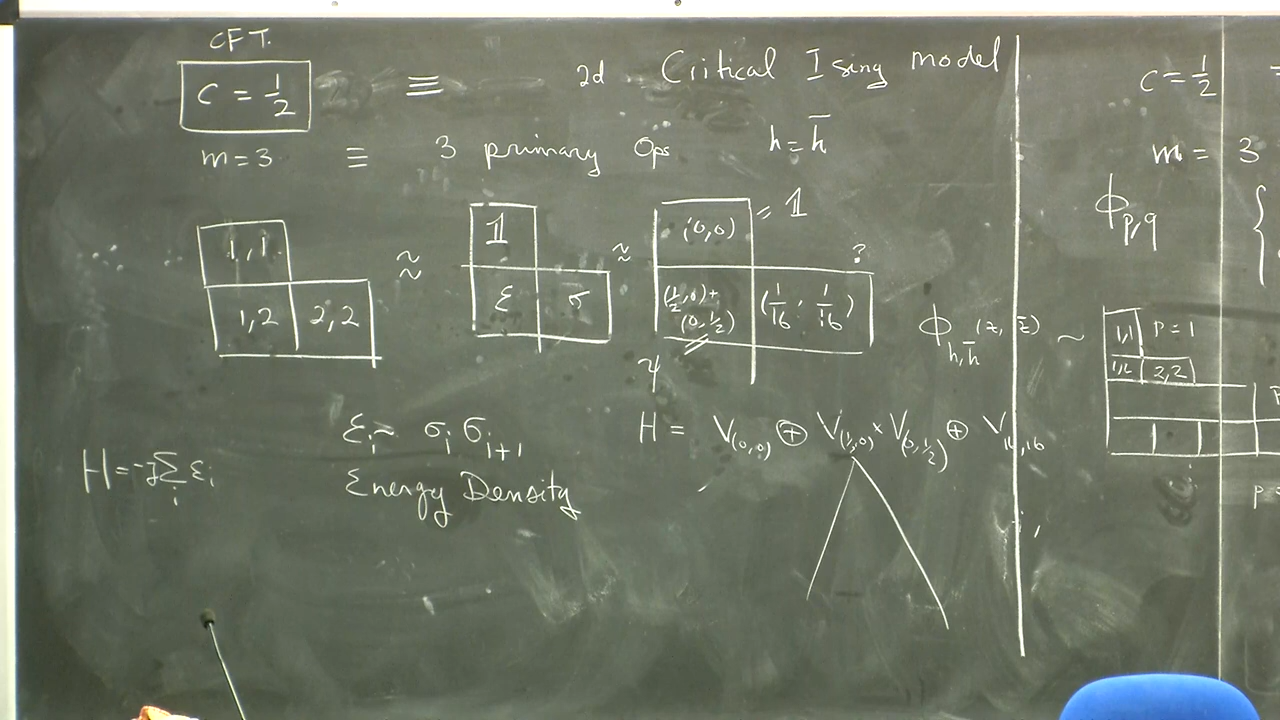 CFT.
C = 1/2 ≡ 2d Critical Ising model
m=3 ≡ 3 primary Ops h = h̄
1,1
1,2 2,2
≈
𝟙
ε σ
≈
(0,0) = 𝟙
?
(1/2,0)+(0,1/2) (1/16, 1/16)
ψ
ϕ_{h,h̄}(z, z̄) ~
ε_i ~ σ_i σ_{i+1}
Energy Density
H = -J Σ_i ε_i
H = V_{(0,0)} ⊕ V_{(1/2,0)} × V_{(0,1/2)} ⊕ V_{16,16}
C = 1/2
m = 3
ϕ_{p,q} {
1,1 P=1
1,2 2,2